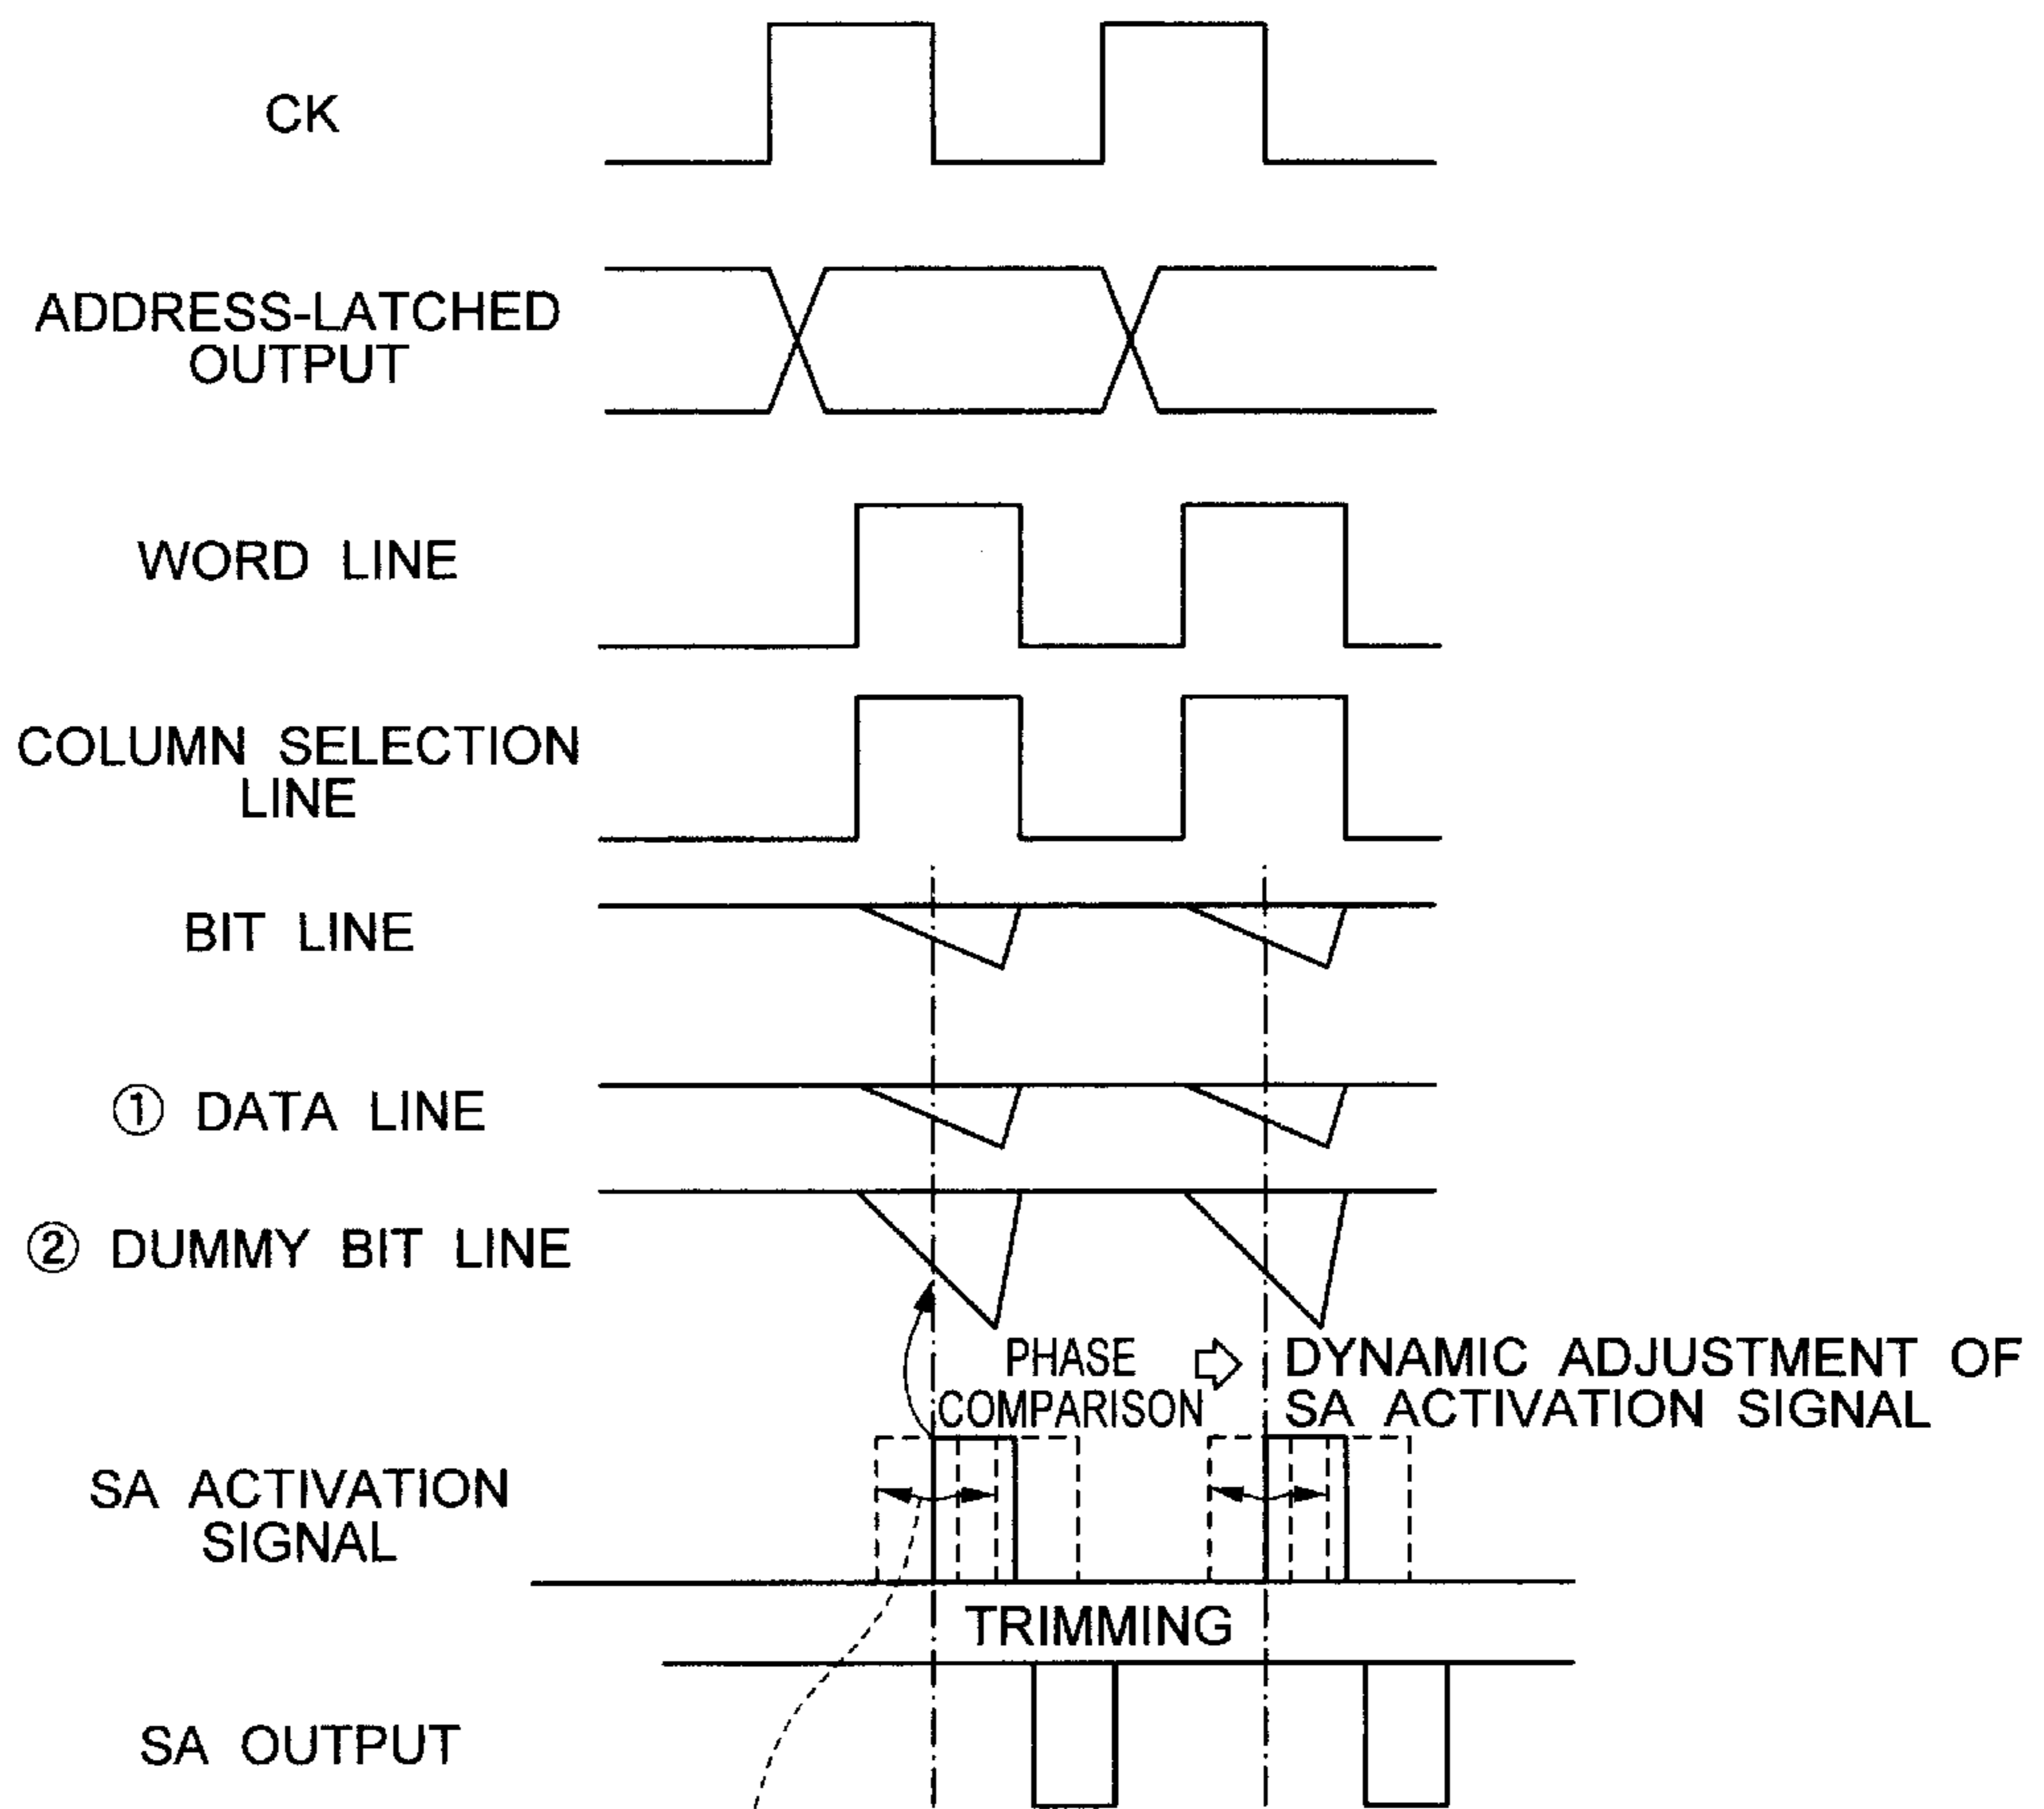 CK
ADDRESS-LATCHED
OUTPUT
WORD LINE
COLUMN SELECTION
LINE
BIT LINE
① DATA LINE
② DUMMY BIT LINE
PHASE
COMPARISON
⇨ DYNAMIC ADJUSTMENT OF
SA ACTIVATION SIGNAL
SA ACTIVATION
SIGNAL
TRIMMING
SA OUTPUT